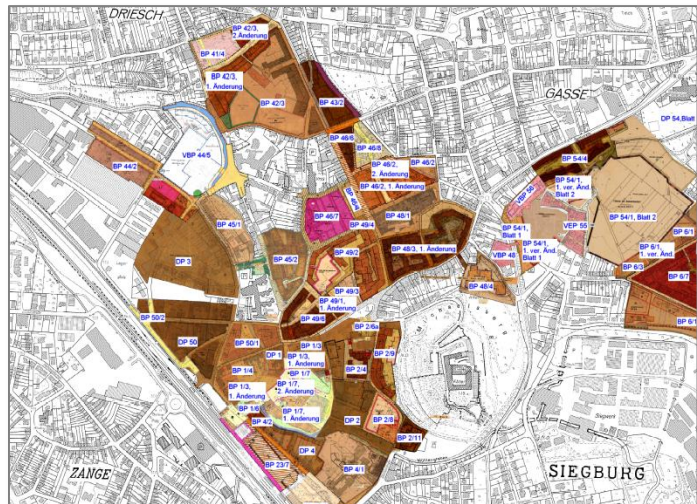 DRIESCH
BP 42/3,
2. Änderung
BP 41/4
BP 42/3,
1. Änderung
BP 42/3
BP 43/2
GASSE
DP 54, Blatt
BP 46/6
BP 46/8
BP 44/2
VBP 44/5
BP 46/2,
2. Änderung
BP 46/2
BP 46/2, 1. Änderung
BP 54/4
BP 54/1,
1. ver. Änd.
Blatt 2
VBP 56
BP 54/1, Blatt 2
BP 45/1
BP 46/7
BP 49/4
BP 48/1
BP 54/1,
Blatt 1
VEP 55
BP 6/1
BP 45/2
BP 49/2
BP 48/3, 1. Änderung
VBP 48
BP 54/1,
1. ver. Änd.
Blatt 1
BP 6/1,
1. ver. Änd.
DP 3
BP 6/3
BP 6/7
BP 49/3
BP 48/4
BP 49/1,
1. Änderung
BP 49/5
BP 50/2
BP 2/6a
BP 6/1
DP 50
BP 50/1
DP 1
BP 1/3
BP 1/3,
1. Änderung
BP 2/9
BP 1/4
BP 1/7
BP 2/4
BP 1/3,
1. Änderung
BP 1/7,
2. Änderung
BP 1/6
BP 1/7,
1. Änderung
BP 4/2
DP 2
BP 2/8
BP 2/11
DP 4
BP 23/7
BP 4/1
ZANGE
SIEGBURG